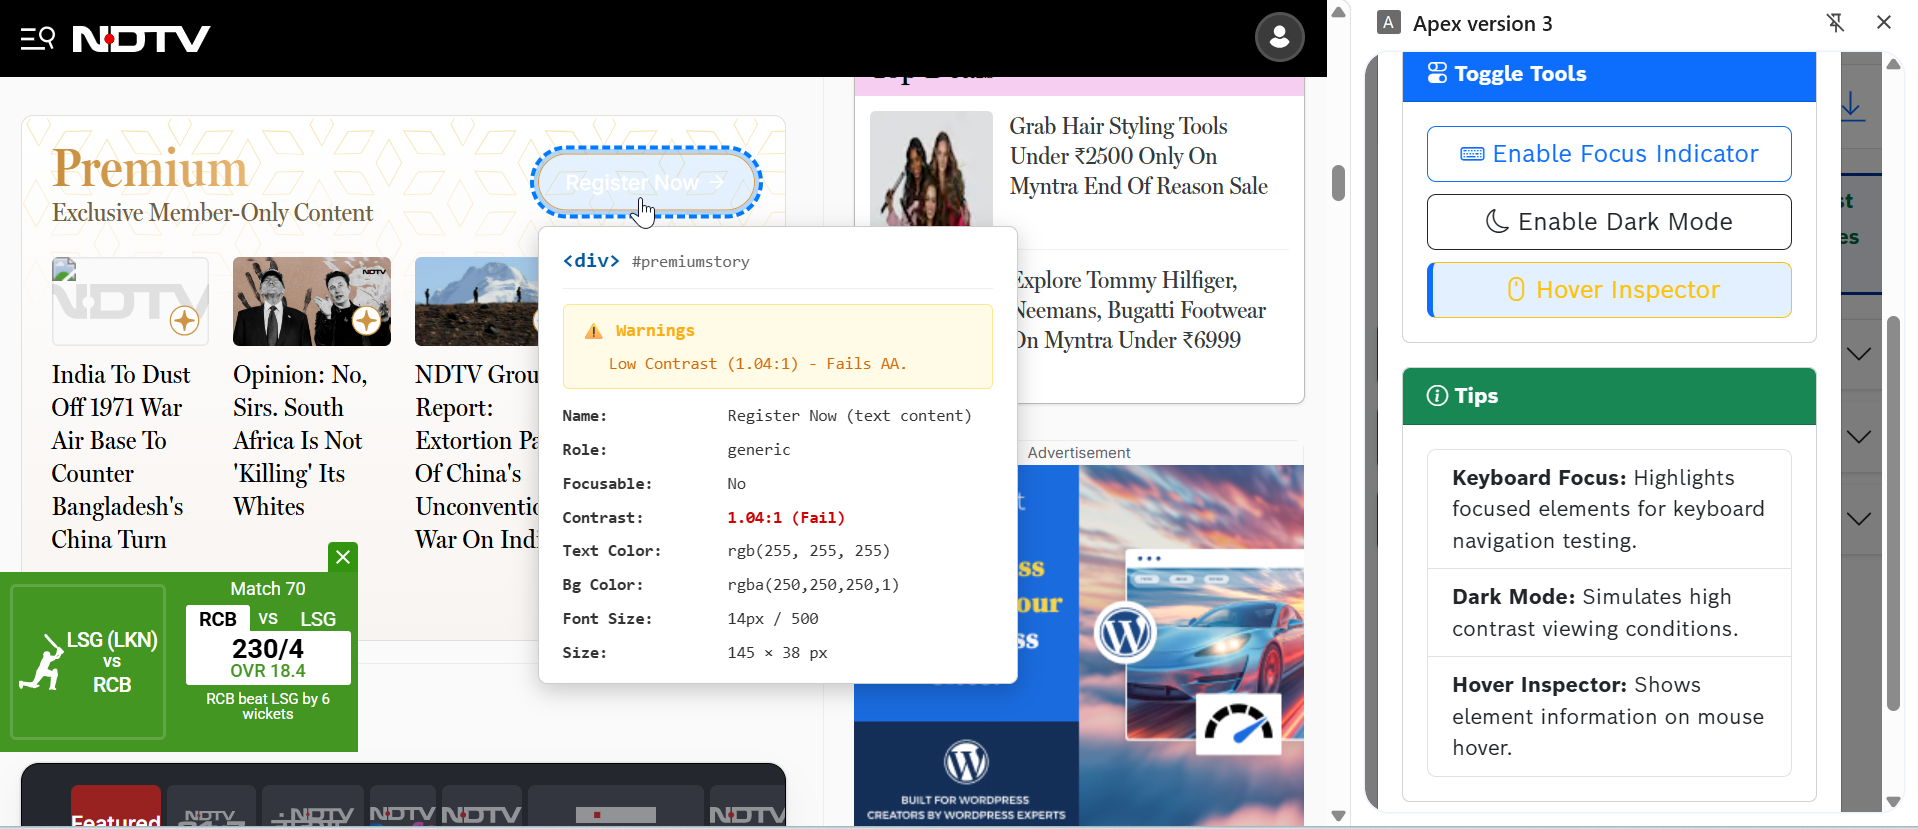 NDTV
Premium
Exclusive Member-Only Content
Register Now →
India To Dust
Off 1971 War
Air Base To
Counter
Bangladesh's
China Turn
NDTV
Opinion: No,
Sirs. South
Africa Is Not
'Killing' Its
Whites
NDTV Grou
Report:
Extortion Pa
Of China's
Unconventio
War On Indi
<div> #premiumstory
Warnings
Low Contrast (1.04:1) - Fails AA.
Name: Register Now (text content)
Role: generic
Focusable: No
Contrast: 1.04:1 (Fail)
Text Color: rgb(255, 255, 255)
Bg Color: rgba(250,250,250,1)
Font Size: 14px / 500
Size: 145 × 38 px
LSG (LKN)
vs
RCB
Match 70
RCB VS LSG
230/4
OVR 18.4
RCB beat LSG by 6
wickets
Featured
NDTV
NDTV
NDTV
NDTV
NDTV
Grab Hair Styling Tools
Under ₹2500 Only On
Myntra End Of Reason Sale
Explore Tommy Hilfiger,
Neemans, Bugatti Footwear
On Myntra Under ₹6999
Advertisement
BUILT FOR WORDPRESS
CREATORS BY WORDPRESS EXPERTS
A Apex version 3
Toggle Tools
Enable Focus Indicator
Enable Dark Mode
Hover Inspector
Tips
Keyboard Focus: Highlights
focused elements for keyboard
navigation testing.
Dark Mode: Simulates high
contrast viewing conditions.
Hover Inspector: Shows
element information on mouse
hover.